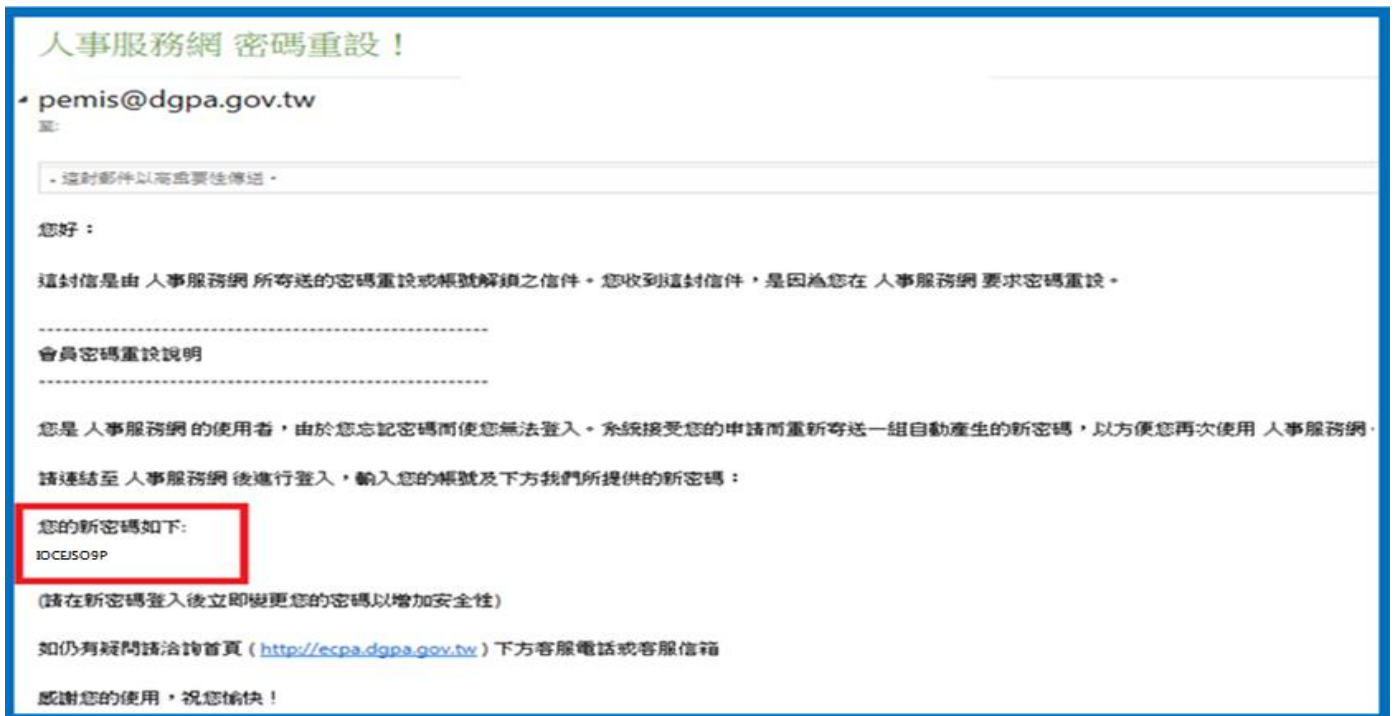 人事服務網 密碼重設！
pemis@dgpa.gov.tw
至:
這封郵件以高重要性傳送。
您好：
這封信是由 人事服務網 所寄送的密碼重設或帳號解鎖之信件。您收到這封信件，是因為您在 人事服務網 要求密碼重設。
------------------------------------------------------
會員密碼重設說明
------------------------------------------------------
您是 人事服務網 的使用者，由於您忘記密碼而使您無法登入。系統接受您的申請而重新寄送一組自動產生的新密碼，以方便您再次使用 人事服務網。
請連結至 人事服務網 後進行登入，輸入您的帳號及下方我們所提供的新密碼：
您的新密碼如下:
IOCEJSO9P
(請在新密碼登入後立即變更您的密碼以增加安全性)
如仍有疑問請洽詢首頁 ( http://ecpa.dgpa.gov.tw ) 下方客服電話或客服信箱
感謝您的使用，祝您愉快！